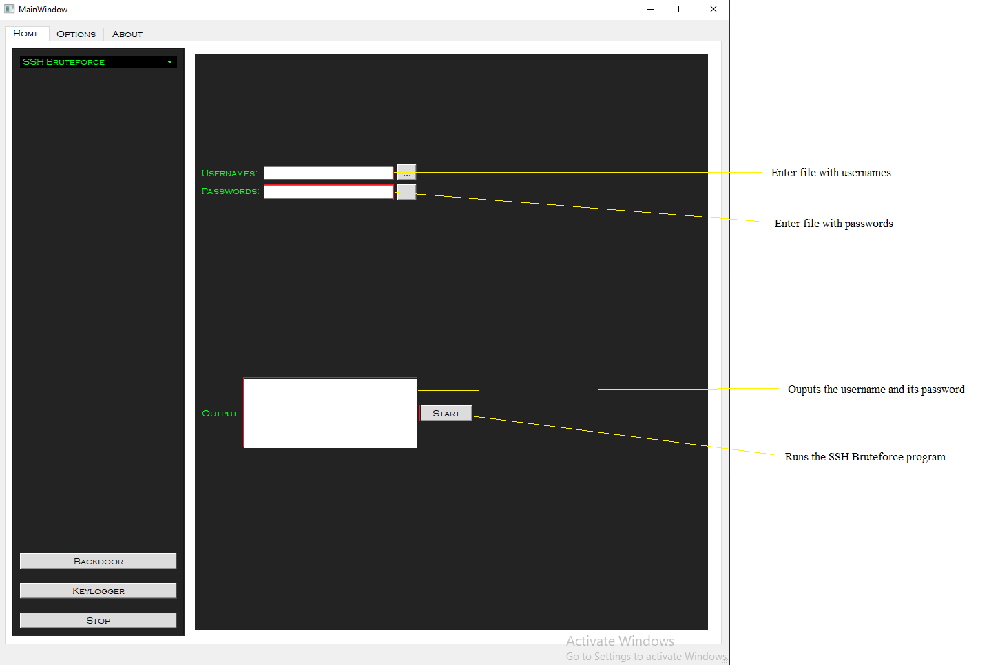 MainWindow
Home Options About
SSH Bruteforce
Usernames: ... Enter file with usernames
Passwords: ...
Enter file with passwords
Ouputs the username and its password
Output: Start
Runs the SSH Bruteforce program
Backdoor
Keylogger
Stop
Activate Windows
Go to Settings to activate Windows.